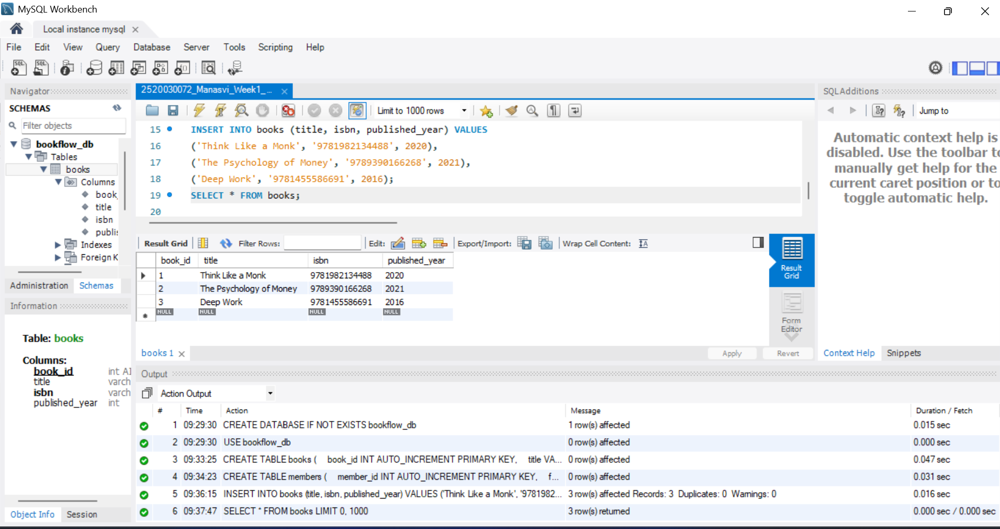 MySQL Workbench
Local instance mysql
File Edit View Query Database Server Tools Scripting Help
Navigator
SCHEMAS
Filter objects
bookflow_db
Tables
books
Columns
book_
title
isbn
publis
Indexes
Foreign K
Administration Schemas
Information
Table: books
Columns:
book_id int AI
title varch
isbn varch
published_year int
Object Info Session
2520030072_Manasvi_Week1_...
Limit to 1000 rows
15 INSERT INTO books (title, isbn, published_year) VALUES
16 ('Think Like a Monk', '9781982134488', 2020),
17 ('The Psychology of Money', '9789390166268', 2021),
18 ('Deep Work', '9781455586691', 2016);
19 SELECT * FROM books;
20
Result Grid Filter Rows: Edit: Export/Import: Wrap Cell Content:
book_id title isbn published_year
1 Think Like a Monk 9781982134488 2020
2 The Psychology of Money 9789390166268 2021
3 Deep Work 9781455586691 2016
NULL NULL NULL NULL
Result
Grid
Form
Editor
books 1
Apply Revert
SQLAdditions
Jump to
Automatic context help is
disabled. Use the toolbar to
manually get help for the
current caret position or to
toggle automatic help.
Context Help Snippets
Output
Action Output
# Time Action Message Duration / Fetch
1 09:29:30 CREATE DATABASE IF NOT EXISTS bookflow_db 1 row(s) affected 0.015 sec
2 09:29:30 USE bookflow_db 0 row(s) affected 0.000 sec
3 09:33:25 CREATE TABLE books ( book_id INT AUTO_INCREMENT PRIMARY KEY, title VA... 0 row(s) affected 0.047 sec
4 09:34:23 CREATE TABLE members ( member_id INT AUTO_INCREMENT PRIMARY KEY, f... 0 row(s) affected 0.031 sec
5 09:36:15 INSERT INTO books (title, isbn, published_year) VALUES ('Think Like a Monk', '9781982... 3 row(s) affected Records: 3 Duplicates: 0 Warnings: 0 0.016 sec
6 09:37:47 SELECT * FROM books LIMIT 0, 1000 3 row(s) returned 0.000 sec / 0.000 sec